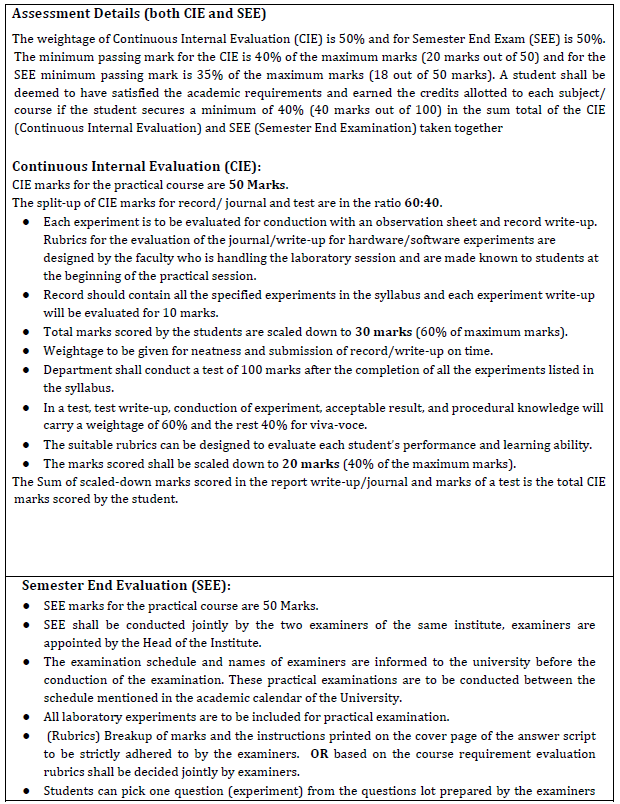 Assessment Details (both CIE and SEE)
The weightage of Continuous Internal Evaluation (CIE) is 50% and for Semester End Exam (SEE) is 50%.
The minimum passing mark for the CIE is 40% of the maximum marks (20 marks out of 50) and for the
SEE minimum passing mark is 35% of the maximum marks (18 out of 50 marks). A student shall be
deemed to have satisfied the academic requirements and earned the credits allotted to each subject/
course if the student secures a minimum of 40% (40 marks out of 100) in the sum total of the CIE
(Continuous Internal Evaluation) and SEE (Semester End Examination) taken together
Continuous Internal Evaluation (CIE):
CIE marks for the practical course are 50 Marks.
The split-up of CIE marks for record/ journal and test are in the ratio 60:40.
● Each experiment is to be evaluated for conduction with an observation sheet and record write-up.
Rubrics for the evaluation of the journal/write-up for hardware/software experiments are
designed by the faculty who is handling the laboratory session and are made known to students at
the beginning of the practical session.
● Record should contain all the specified experiments in the syllabus and each experiment write-up
will be evaluated for 10 marks.
● Total marks scored by the students are scaled down to 30 marks (60% of maximum marks).
● Weightage to be given for neatness and submission of record/write-up on time.
● Department shall conduct a test of 100 marks after the completion of all the experiments listed in
the syllabus.
● In a test, test write-up, conduction of experiment, acceptable result, and procedural knowledge will
carry a weightage of 60% and the rest 40% for viva-voce.
● The suitable rubrics can be designed to evaluate each student's performance and learning ability.
● The marks scored shall be scaled down to 20 marks (40% of the maximum marks).
The Sum of scaled-down marks scored in the report write-up/journal and marks of a test is the total CIE
marks scored by the student.
Semester End Evaluation (SEE):
● SEE marks for the practical course are 50 Marks.
● SEE shall be conducted jointly by the two examiners of the same institute, examiners are
appointed by the Head of the Institute.
● The examination schedule and names of examiners are informed to the university before the
conduction of the examination. These practical examinations are to be conducted between the
schedule mentioned in the academic calendar of the University.
● All laboratory experiments are to be included for practical examination.
● (Rubrics) Breakup of marks and the instructions printed on the cover page of the answer script
to be strictly adhered to by the examiners. OR based on the course requirement evaluation
rubrics shall be decided jointly by examiners.
● Students can pick one question (experiment) from the questions lot prepared by the examiners